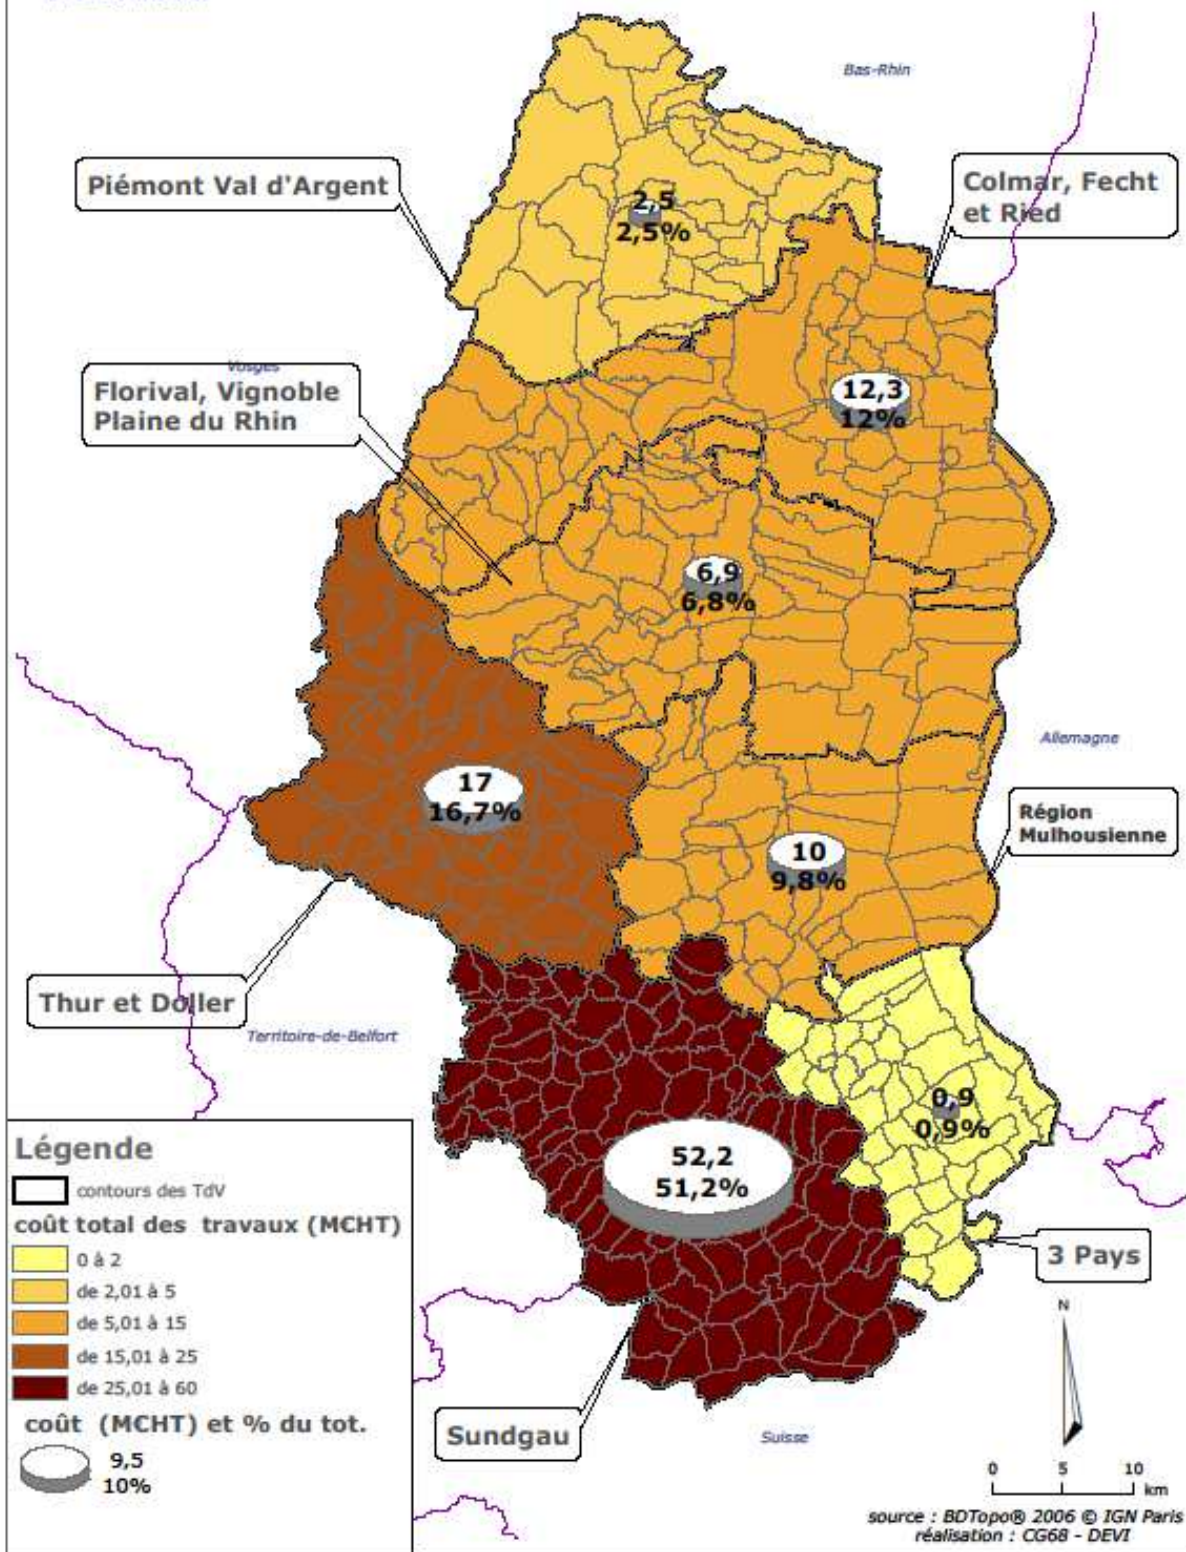 Bas-Rhin
Piémont Val d'Argent
Colmar, Fecht
et Ried
2,5
2,5%
Vosges
Florival, Vignoble
Plaine du Rhin
12,3
12%
6,9
6,8%
Allemagne
17
16,7%
Région
Mulhousienne
10
9,8%
Thur et Doller
Territoire-de-Belfort
0,9
0,9%
52,2
51,2%
3 Pays
Sundgau
Suisse
Légende
contours des TdV
coût total des travaux (M€HT)
0 à 2
de 2,01 à 5
de 5,01 à 15
de 15,01 à 25
de 25,01 à 60
coût (M€HT) et % du tot.
9,5
10%
N
0 5 10
km
source : BDTopo® 2006 © IGN Paris
réalisation : CG68 - DEVI